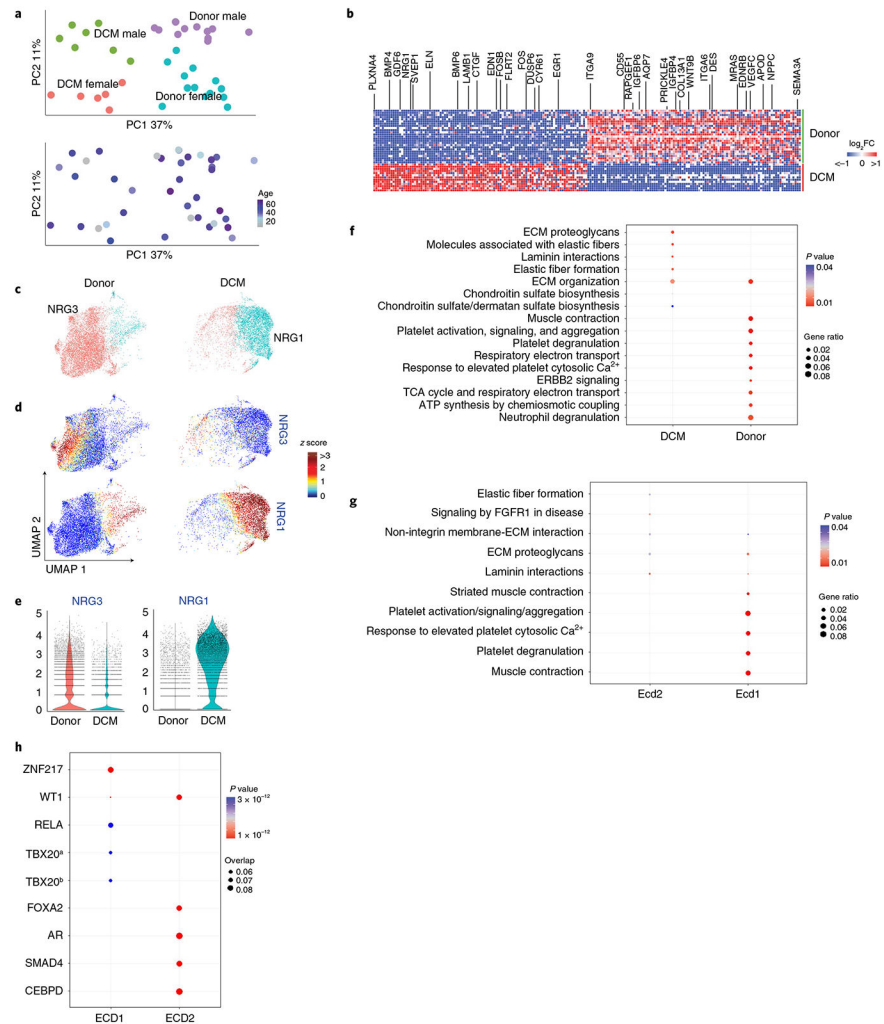 a
Donor male
DCM male
DCM female
Donor female
PC2 11%
PC1 37%
PC2 11%
Age
60
40
20
PC1 37%
b
PLXNA4
BMP4
GDF6
NRG1
SVEP1
ELN
BMP6
LAMB1
CTGF
EDN1
FOSB
FLRT2
FOS
DUSP6
CYR61
EGR1
ITGA9
CD55
RAPGEF1
IGFBP6
AQP7
PRICKLE4
IGFBP4
COL13A1
WNT9B
ITGA6
DES
MRAS
EDNRB
VEGFC
APOD
NPPC
SEMA3A
Donor
DCM
log2FC
<−1 0 >1
c
Donor DCM
NRG3
NRG1
d
NRG3
NRG1
z score
>3
2
1
0
UMAP 2
UMAP 1
e
NRG3 NRG1
5 5
4 4
3 3
2 2
1 1
0 0
Donor DCM Donor DCM
f
ECM proteoglycans
Molecules associated with elastic fibers
Laminin interactions
Elastic fiber formation
ECM organization
Chondroitin sulfate biosynthesis
Chondroitin sulfate/dermatan sulfate biosynthesis
Muscle contraction
Platelet activation, signaling, and aggregation
Platelet degranulation
Respiratory electron transport
Response to elevated platelet cytosolic Ca2+
ERBB2 signaling
TCA cycle and respiratory electron transport
ATP synthesis by chemiosmotic coupling
Neutrophil degranulation
DCM Donor
P value
0.04
0.01
Gene ratio
0.02
0.04
0.06
0.08
g
Elastic fiber formation
Signaling by FGFR1 in disease
Non-integrin membrane-ECM interaction
ECM proteoglycans
Laminin interactions
Striated muscle contraction
Platelet activation/signaling/aggregation
Response to elevated platelet cytosolic Ca2+
Platelet degranulation
Muscle contraction
Ecd2 Ecd1
P value
0.04
0.01
Gene ratio
0.02
0.04
0.06
0.08
h
ZNF217
WT1
RELA
TBX20a
TBX20b
FOXA2
AR
SMAD4
CEBPD
ECD1 ECD2
P value
3 × 10−12
1 × 10−12
Overlap
0.06
0.07
0.08